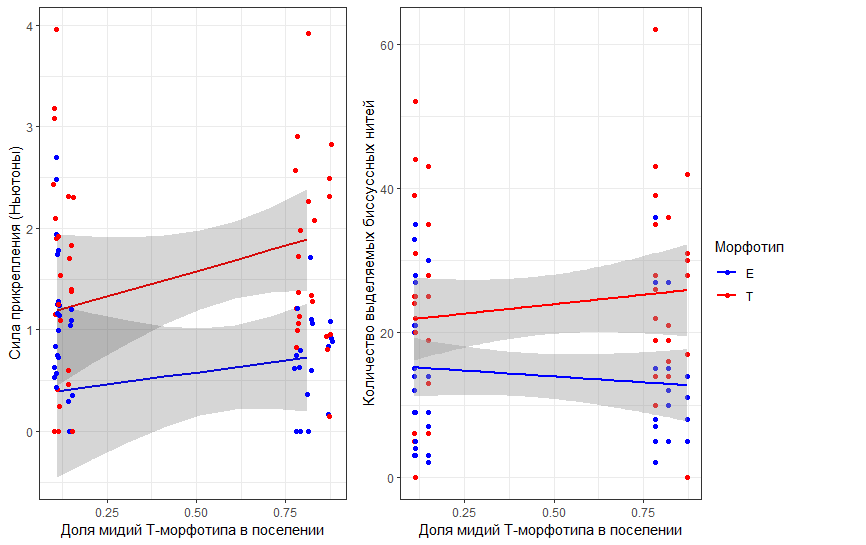 Сила прикрепления (Ньютоны)
4
3
2
1
0
0.25
0.50
0.75
Доля мидий Т-морфотипа в поселении
Количество выделяемых биссуссных нитей
60
40
20
0
0.25
0.50
0.75
Доля мидий Т-морфотипа в поселении
Морфотип
E
T